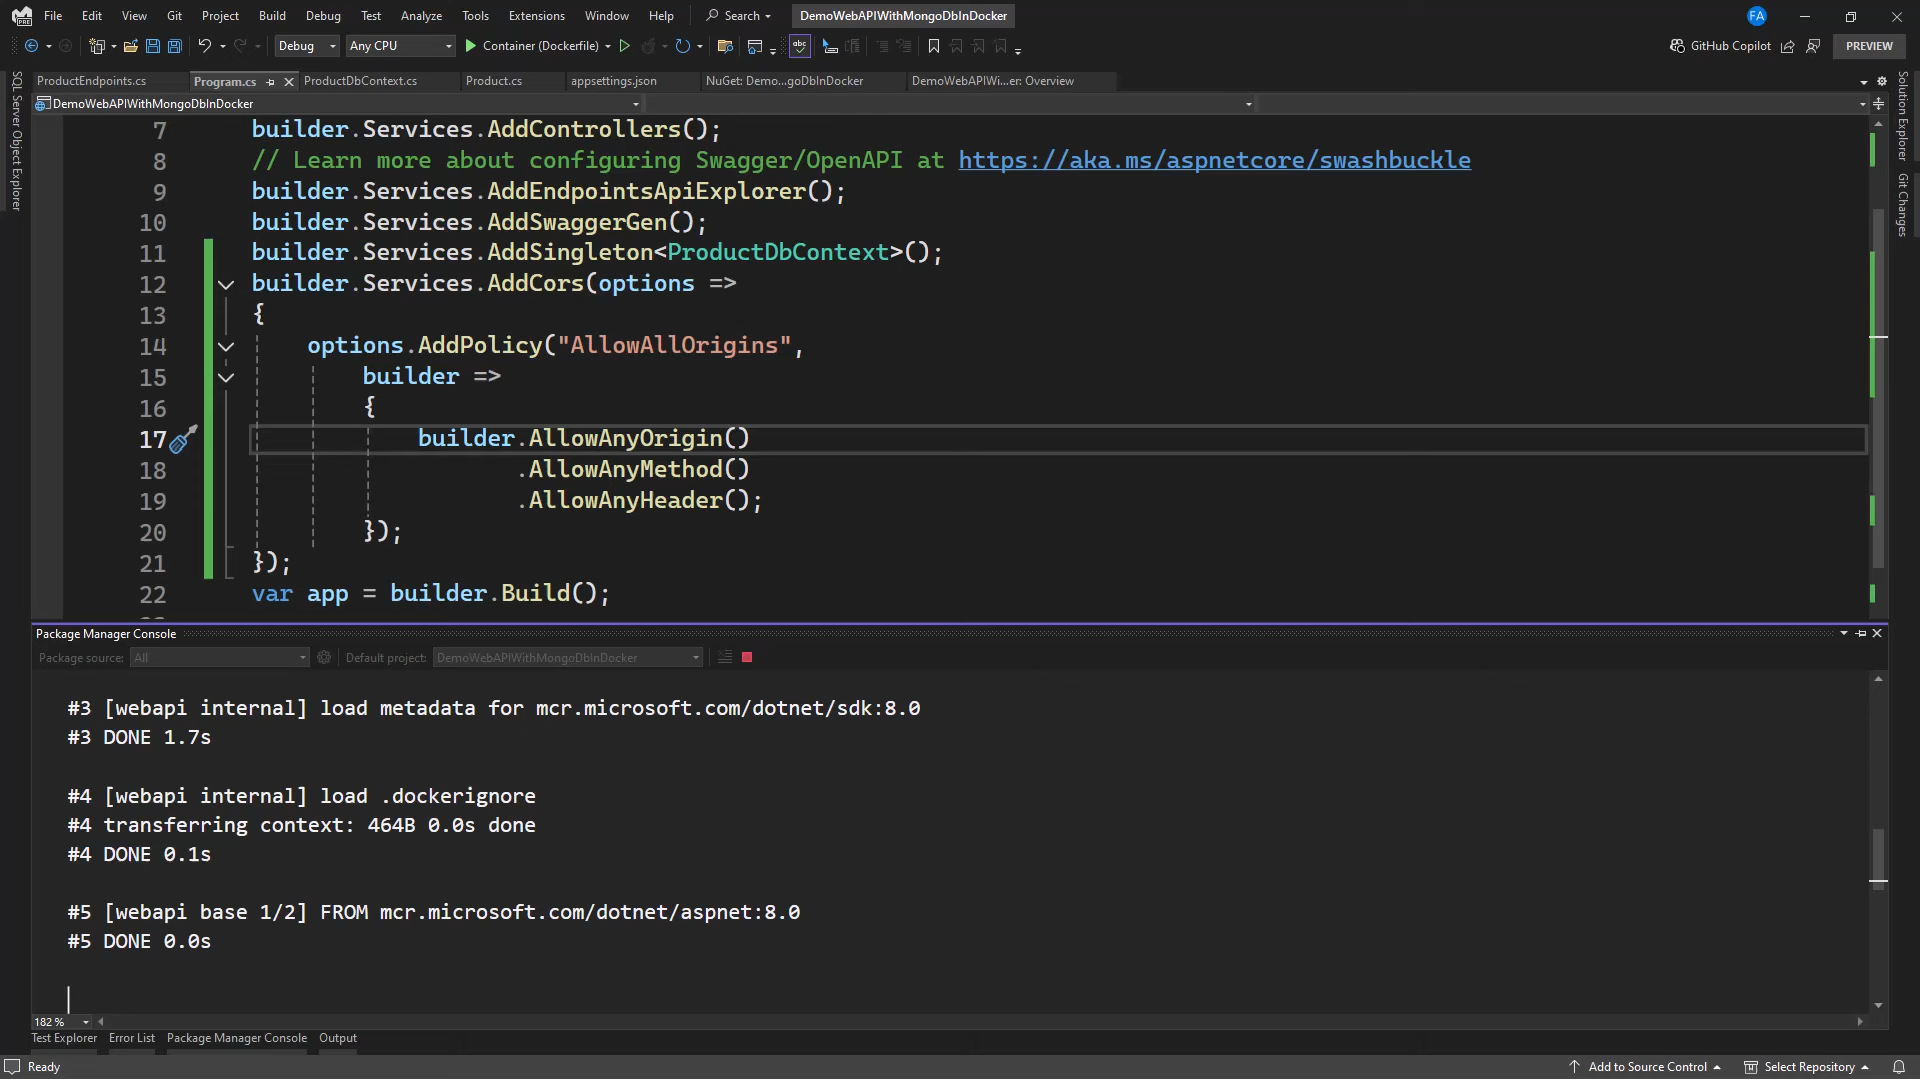 File Edit View Git Project Build Debug Test Analyze Tools Extensions Window Help Search DemoWebAPIWithMongoDbInDocker FA
Debug Any CPU Container (Dockerfile) abc GitHub Copilot PREVIEW
ProductEndpoints.cs Program.cs ProductDbContext.cs Product.cs appsettings.json NuGet: Demo...goDbInDocker DemoWebAPIWi...er: Overview
DemoWebAPIWithMongoDbInDocker
SQL Server Object Explorer
Solution Explorer
Git Changes
7 builder.Services.AddControllers();
8 // Learn more about configuring Swagger/OpenAPI at https://aka.ms/aspnetcore/swashbuckle
9 builder.Services.AddEndpointsApiExplorer();
10 builder.Services.AddSwaggerGen();
11 builder.Services.AddSingleton<ProductDbContext>();
12 builder.Services.AddCors(options =>
13 {
14 options.AddPolicy("AllowAllOrigins",
15 builder =>
16 {
17 builder.AllowAnyOrigin()
18 .AllowAnyMethod()
19 .AllowAnyHeader();
20 });
21 });
22 var app = builder.Build();
Package Manager Console
Package source: All Default project: DemoWebAPIWithMongoDbInDocker
#3 [webapi internal] load metadata for mcr.microsoft.com/dotnet/sdk:8.0
#3 DONE 1.7s
#4 [webapi internal] load .dockerignore
#4 transferring context: 464B 0.0s done
#4 DONE 0.1s
#5 [webapi base 1/2] FROM mcr.microsoft.com/dotnet/aspnet:8.0
#5 DONE 0.0s
182 %
Test Explorer Error List Package Manager Console Output
Ready Add to Source Control Select Repository